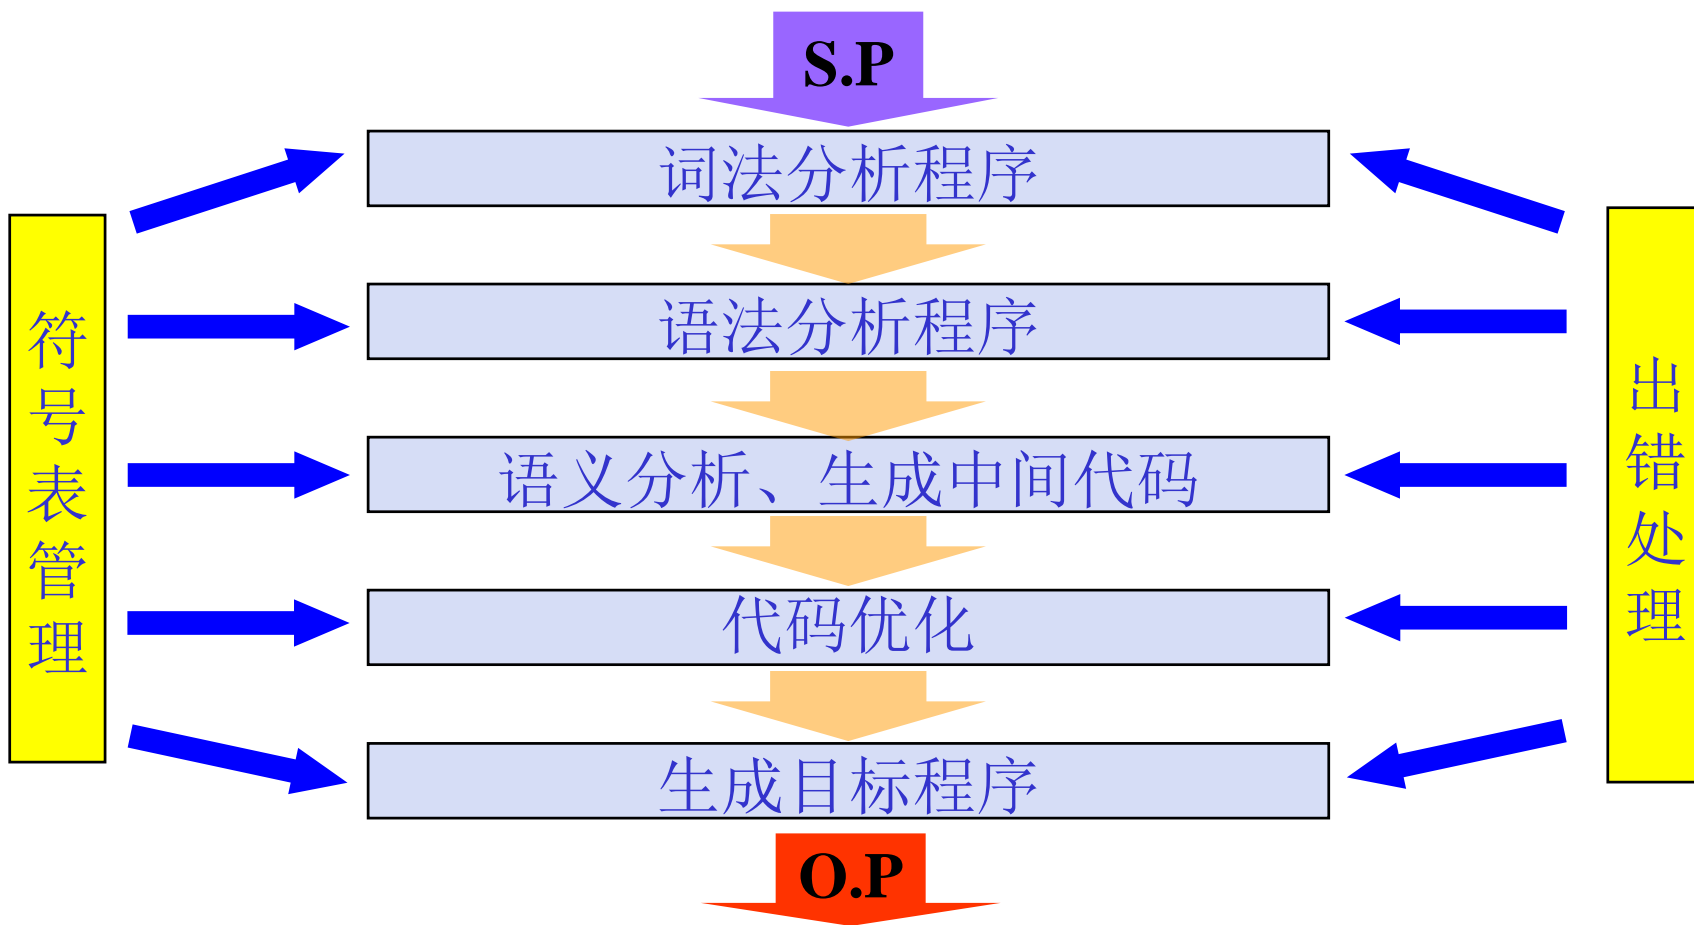 S.P
词法分析程序
语法分析程序
语义分析、生成中间代码
代码优化
生成目标程序
O.P
符号表管理
出错处理